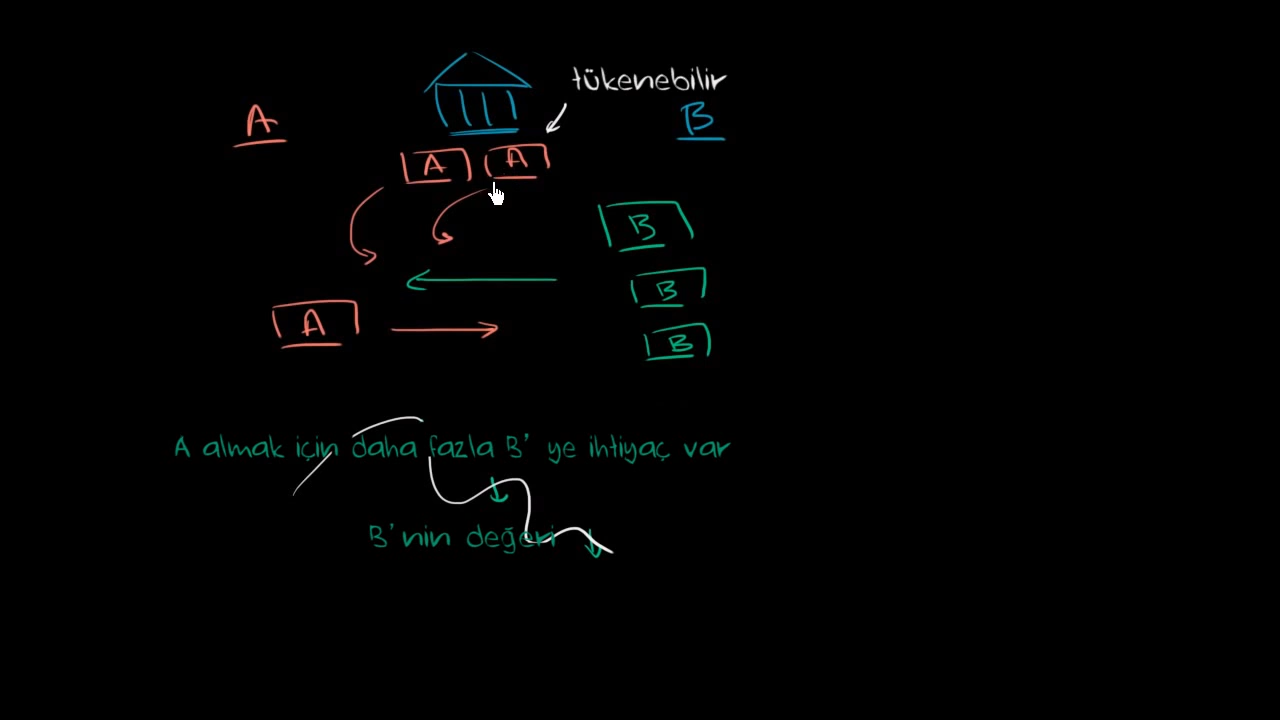 tükenebilir
A
B
A A
B
B
A
B
A almak için daha fazla B' ye ihtiyaç var
B'nin değeri